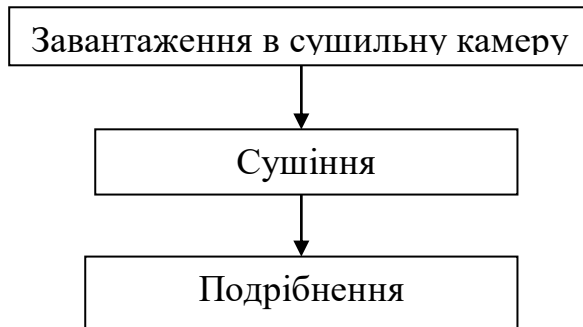 Завантаження в сушильну камеру
Сушіння
Подрібнення